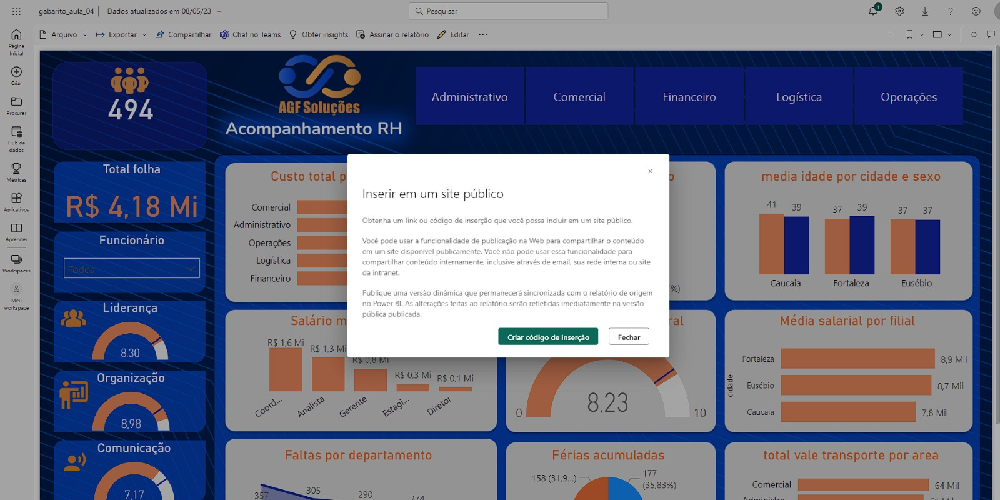 gabarito_aula_04
Dados atualizados em 08/05/23
Pesquisar
1
Arquivo
Exportar
Compartilhar
Chat no Teams
Obter insights
Assinar o relatório
Editar
Página
Inicial
Criar
Procurar
Hub de
dados
Métricas
Aplicativos
Aprender
Workspaces
Meu
workspace
494
AGF Soluções
Acompanhamento RH
Administrativo
Comercial
Financeiro
Logística
Operações
Total folha
R$ 4,18 Mi
Funcionário
Todos
Liderança
8,30
Organização
8,98
Comunicação
7,17
Custo total p
Comercial
Administrativo
Operações
Logística
Financeiro
o
%)
media idade por cidade e sexo
41
39
37
39
37
37
Caucaia
Fortaleza
Eusébio
Inserir em um site público
Obtenha um link ou código de inserção que você possa incluir em um site público.
Você pode usar a funcionalidade de publicação na Web para compartilhar o conteúdo
em um site disponível publicamente. Você não pode usar essa funcionalidade para
compartilhar conteúdo internamente, inclusive através de email, sua rede interna ou site
da intranet.
Publique uma versão dinâmica que permanecerá sincronizada com o relatório de origem
no Power BI. As alterações feitas ao relatório serão refletidas imediatamente na versão
pública publicada.
Criar código de inserção
Fechar
Salário m
R$ 1,6 Mi
R$ 1,3 Mi
R$ 0,8 Mi
R$ 0,3 Mi
R$ 0,1 Mi
Coord...
Analista
Gerente
Estagi...
Diretor
ral
8,23
0
10
Média salarial por filial
cidade
Fortaleza
8,9 Mil
Eusébio
8,7 Mil
Caucaia
7,8 Mil
Faltas por departamento
357
305
290
274
Férias acumuladas
158 (31,9...)
177
(35,83%)
total vale transporte por area
Comercial
64 Mil